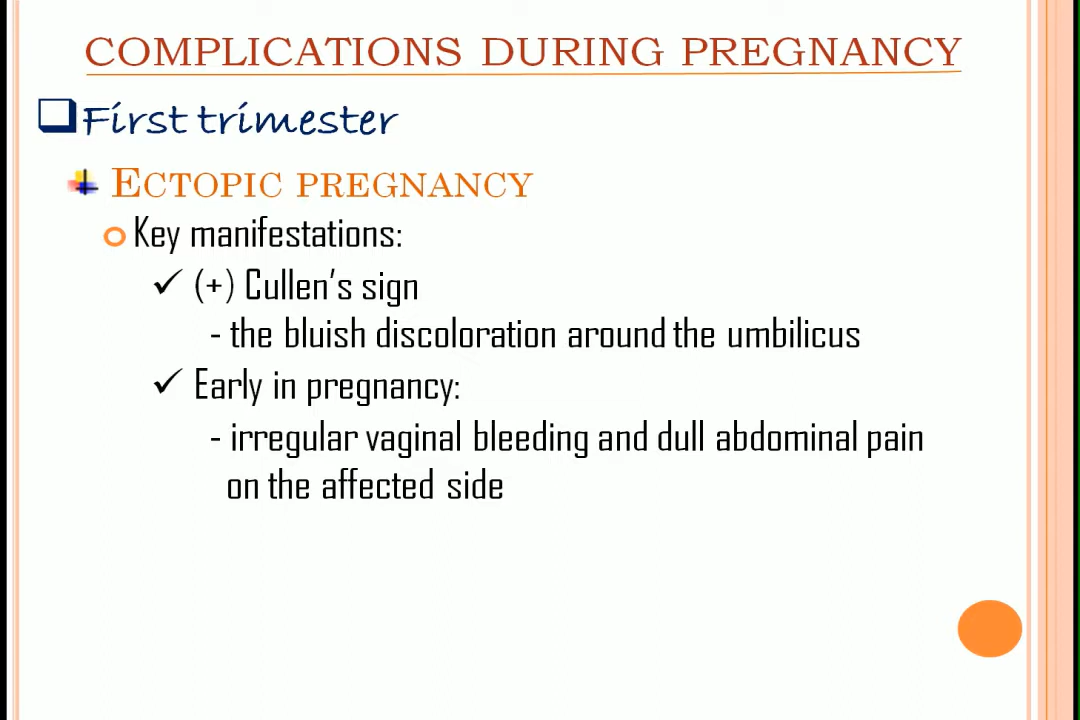 COMPLICATIONS DURING PREGNANCY
First trimester
ECTOPIC PREGNANCY
Key manifestations:
(+) Cullen's sign
- the bluish discoloration around the umbilicus
Early in pregnancy:
- irregular vaginal bleeding and dull abdominal pain
on the affected side